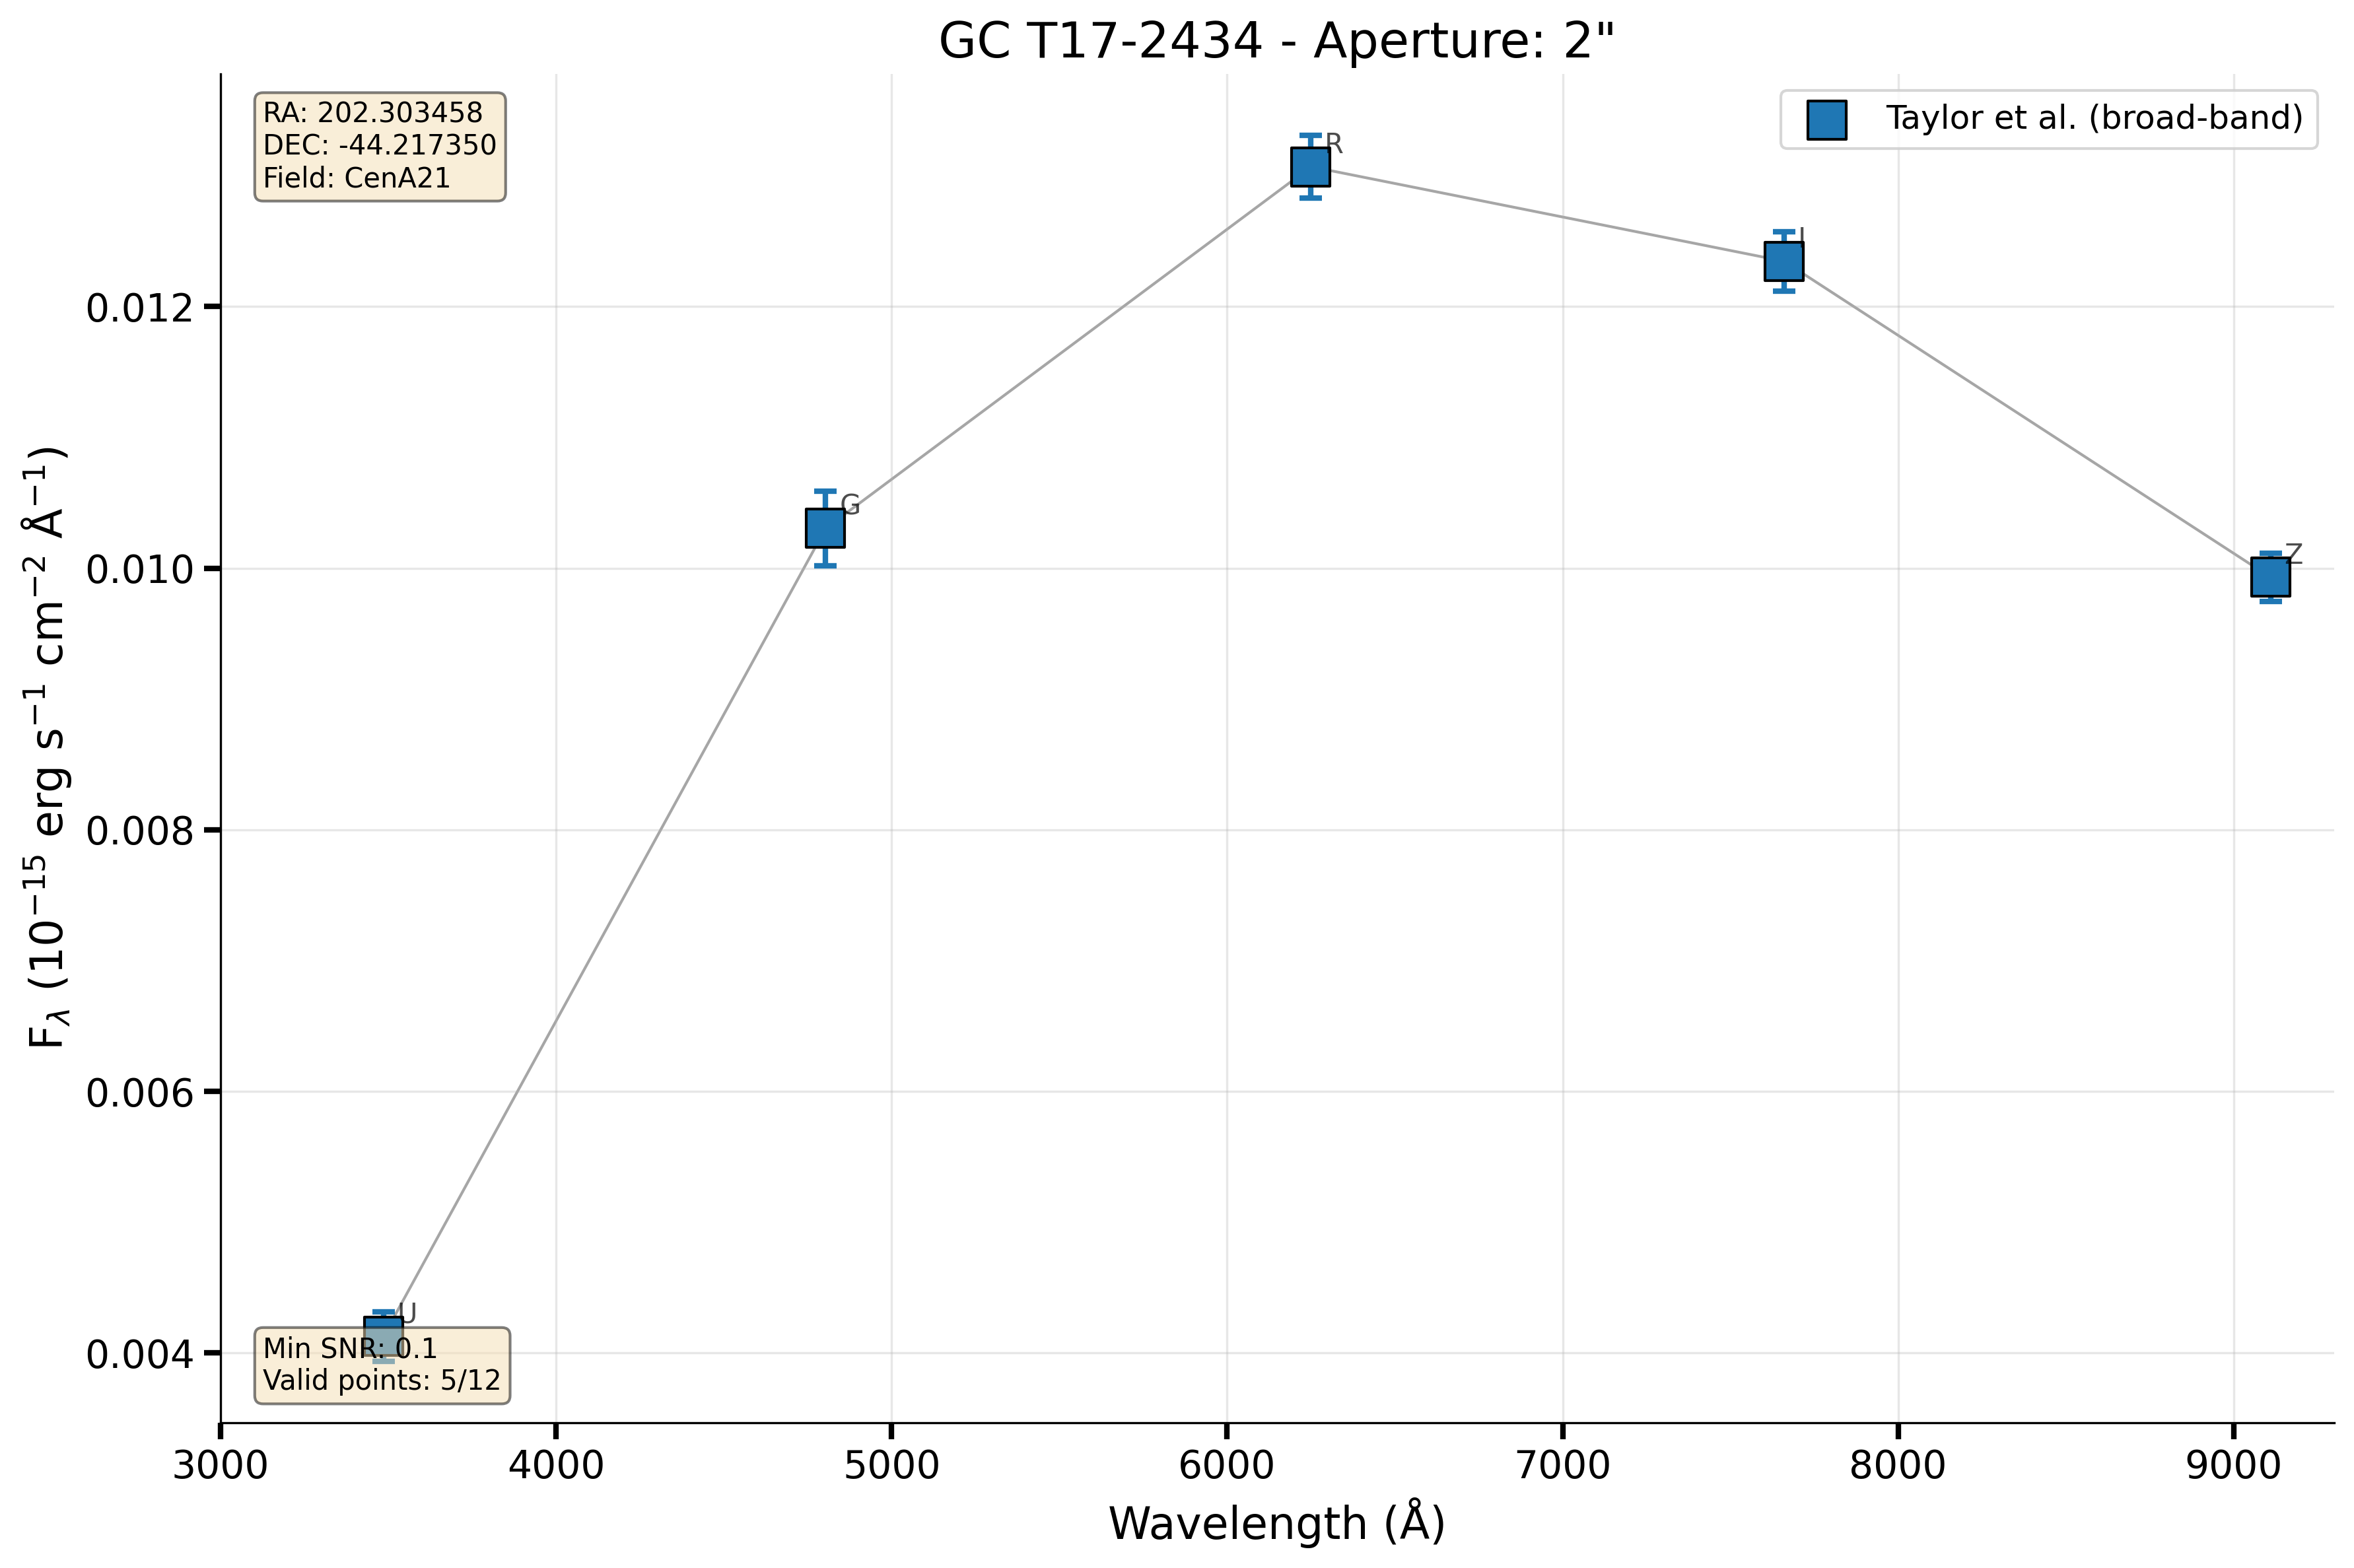 GC T17-2434 - Aperture: 2"
RA: 202.303458
DEC: -44.217350
Field: CenA21
Taylor et al. (broad-band)
R
I
G
Z
U
Min SNR: 0.1
Valid points: 5/12
0.012
0.010
0.008
0.006
0.004
F_λ (10⁻¹⁵ erg s⁻¹ cm⁻² Å⁻¹)
3000 4000 5000 6000 7000 8000 9000
Wavelength (Å)